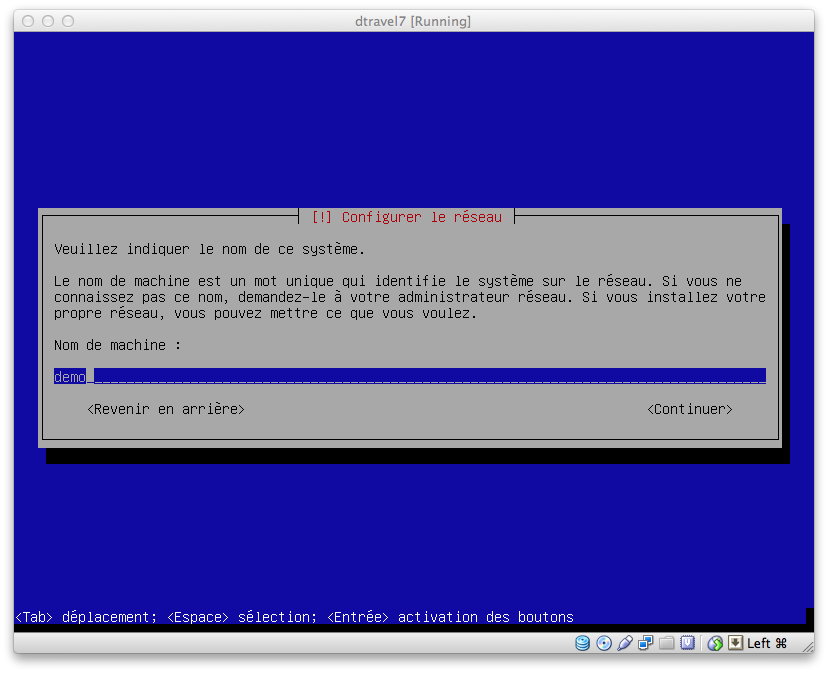 dtravel7 [Running]
[!] Configurer le réseau
Veuillez indiquer le nom de ce système.
Le nom de machine est un mot unique qui identifie le système sur le réseau. Si vous ne
connaissez pas ce nom, demandez-le à votre administrateur réseau. Si vous installez votre
propre réseau, vous pouvez mettre ce que vous voulez.
Nom de machine :
demo
<Revenir en arrière> <Continuer>
<Tab> déplacement; <Espace> sélection; <Entrée> activation des boutons
Left ⌘